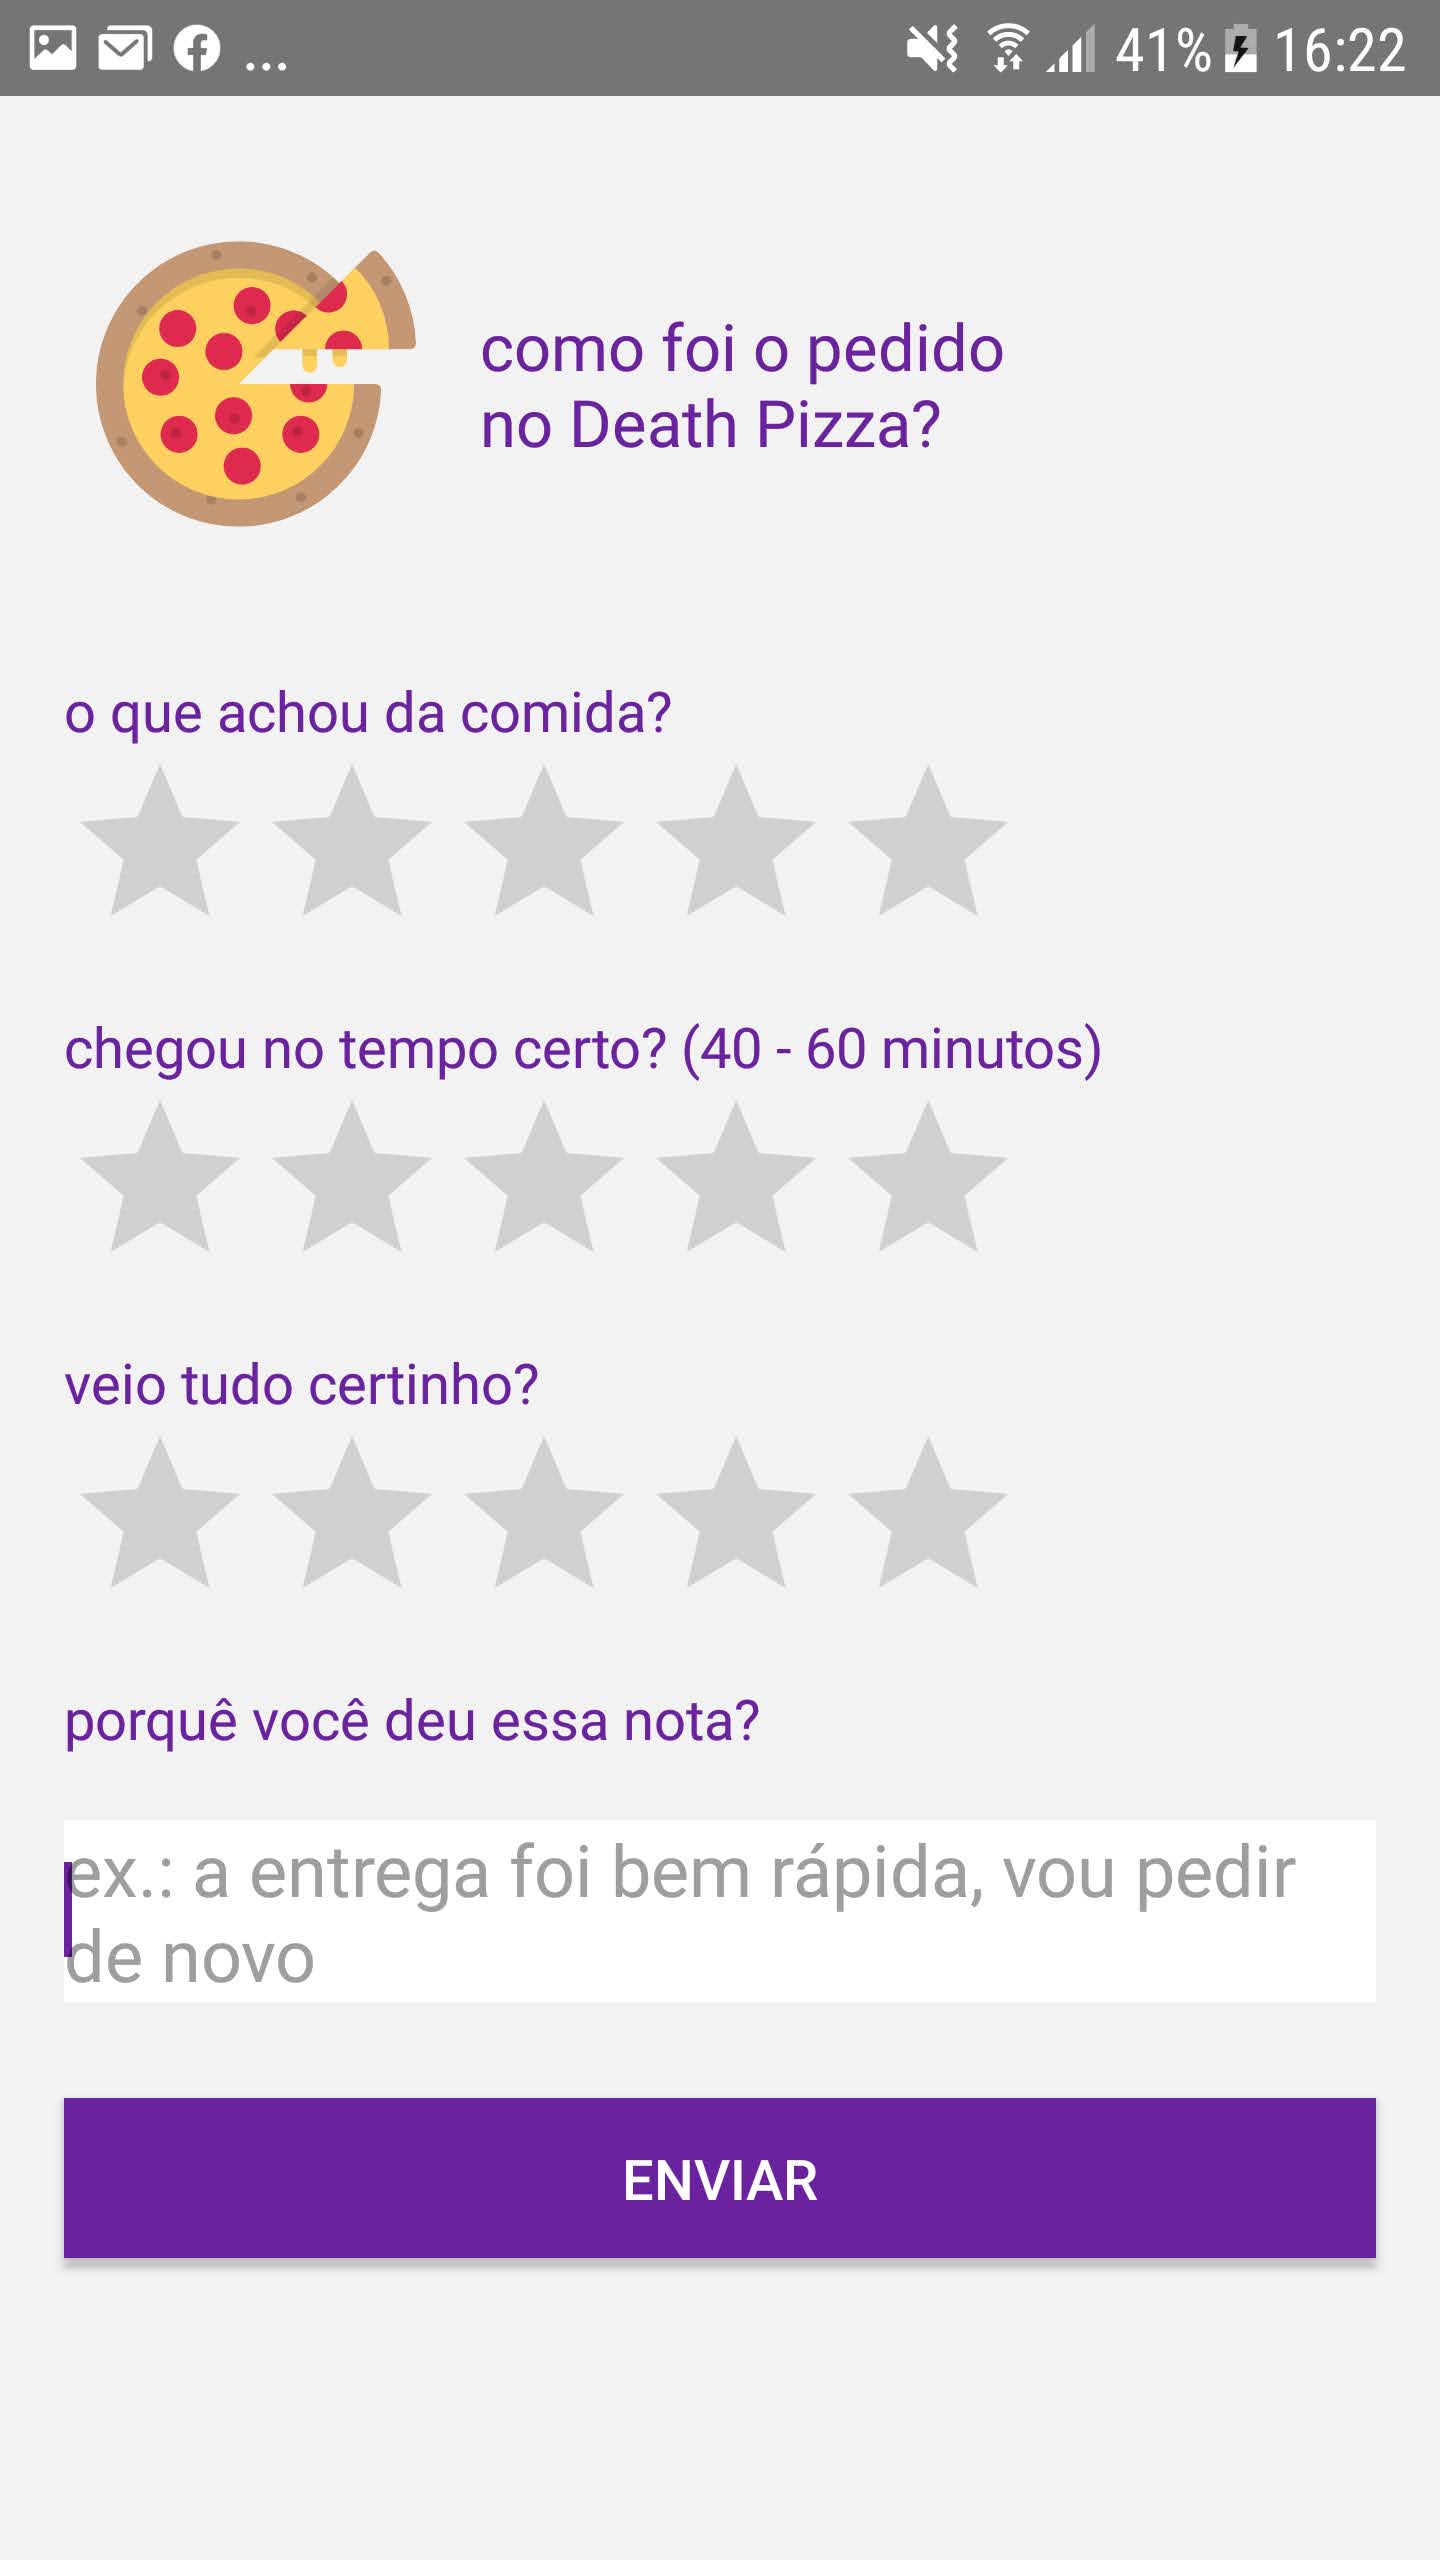 ... 41% 16:22
como foi o pedido
no Death Pizza?
o que achou da comida?
chegou no tempo certo? (40 - 60 minutos)
veio tudo certinho?
porquê você deu essa nota?
ex.: a entrega foi bem rápida, vou pedir
de novo
ENVIAR